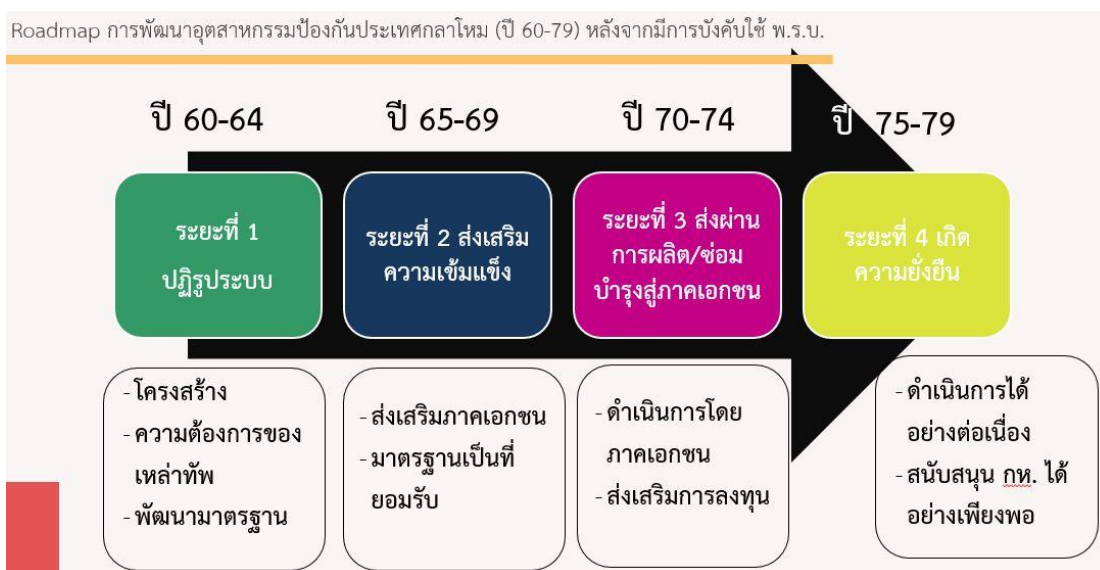 Roadmap การพัฒนาอุตสาหกรรมป้องกันประเทศกลาโหม (ปี 60-79) หลังจากมีการบังคับใช้ พ.ร.บ.
ปี 60-64
ปี 65-69
ปี 70-74
ปี 75-79
ระยะที่ 1
ปฏิรูประบบ
ระยะที่ 2 ส่งเสริม
ความเข้มแข็ง
ระยะที่ 3 ส่งผ่าน
การผลิต/ซ่อม
บำรุงสู่ภาคเอกชน
ระยะที่ 4 เกิด
ความยั่งยืน
- โครงสร้าง
- ความต้องการของ
เหล่าทัพ
- พัฒนามาตรฐาน
- ส่งเสริมภาคเอกชน
- มาตรฐานเป็นที่
ยอมรับ
- ดำเนินการโดย
ภาคเอกชน
- ส่งเสริมการลงทุน
- ดำเนินการได้
อย่างต่อเนื่อง
- สนับสนุน กห. ได้
อย่างเพียงพอ